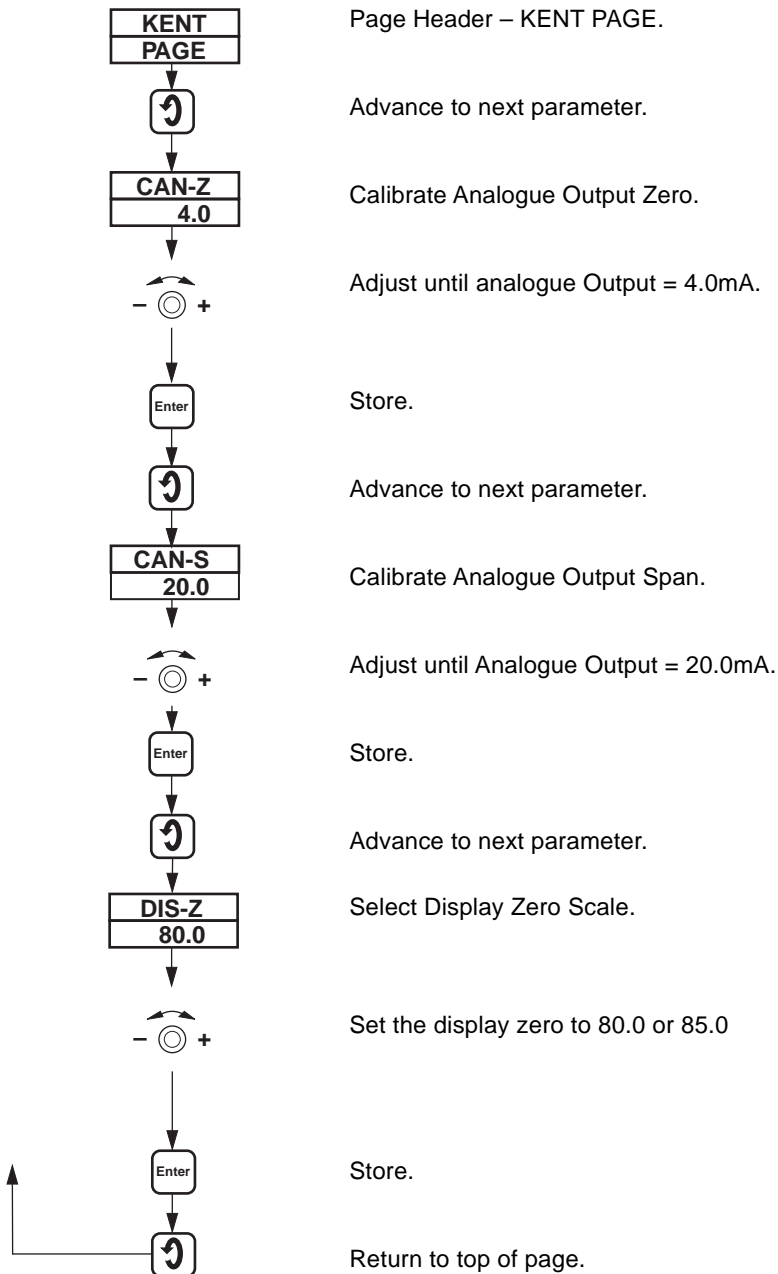 KENT
PAGE
Page Header – KENT PAGE.
Advance to next parameter.
CAN-Z
4.0
Calibrate Analogue Output Zero.
– +
Adjust until analogue Output = 4.0mA.
Enter
Store.
Advance to next parameter.
CAN-S
20.0
Calibrate Analogue Output Span.
– +
Adjust until Analogue Output = 20.0mA.
Enter
Store.
Advance to next parameter.
DIS-Z
80.0
Select Display Zero Scale.
– +
Set the display zero to 80.0 or 85.0
Enter
Store.
Return to top of page.